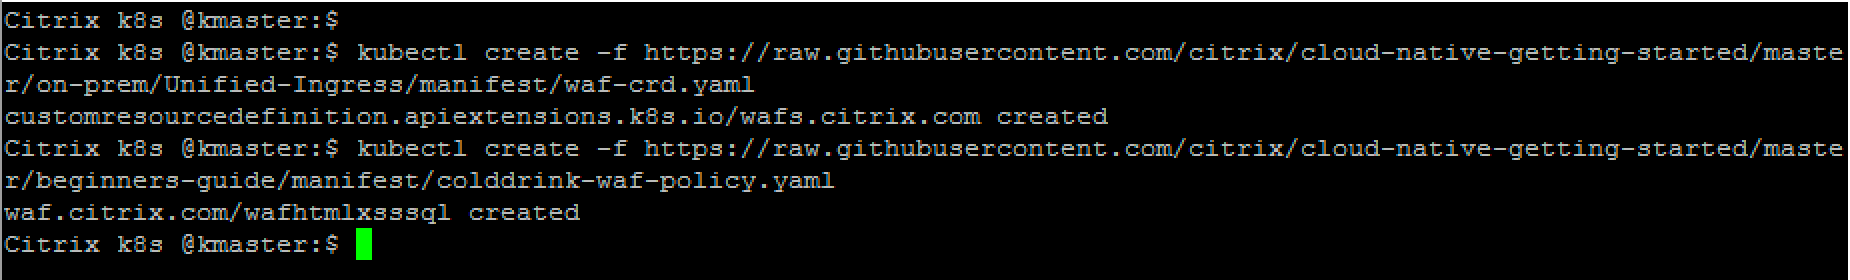 Citrix k8s @kmaster:$
Citrix k8s @kmaster:$ kubectl create -f https://raw.githubusercontent.com/citrix/cloud-native-getting-started/maste
r/on-prem/Unified-Ingress/manifest/waf-crd.yaml
customresourcedefinition.apiextensions.k8s.io/wafs.citrix.com created
Citrix k8s @kmaster:$ kubectl create -f https://raw.githubusercontent.com/citrix/cloud-native-getting-started/maste
r/beginners-guide/manifest/colddrink-waf-policy.yaml
waf.citrix.com/wafhtmlxsssql created
Citrix k8s @kmaster:$